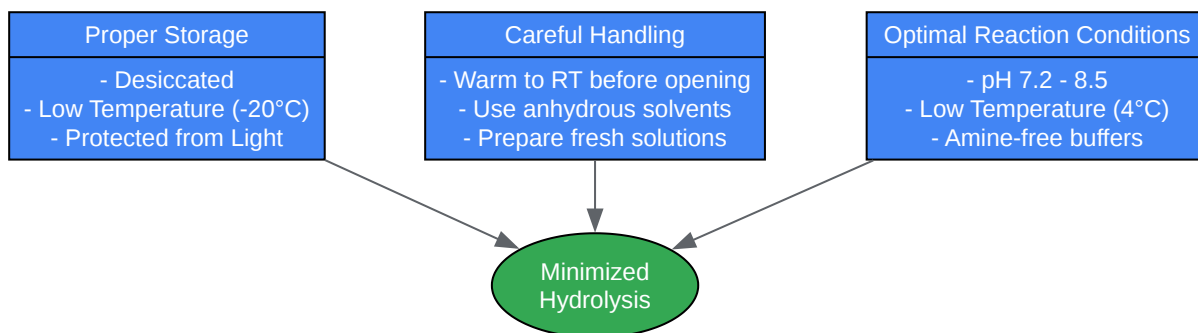 Proper Storage
- Desiccated
- Low Temperature (-20°C)
- Protected from Light
Careful Handling
- Warm to RT before opening
- Use anhydrous solvents
- Prepare fresh solutions
Optimal Reaction Conditions
- pH 7.2 - 8.5
- Low Temperature (4°C)
- Amine-free buffers
Minimized
Hydrolysis